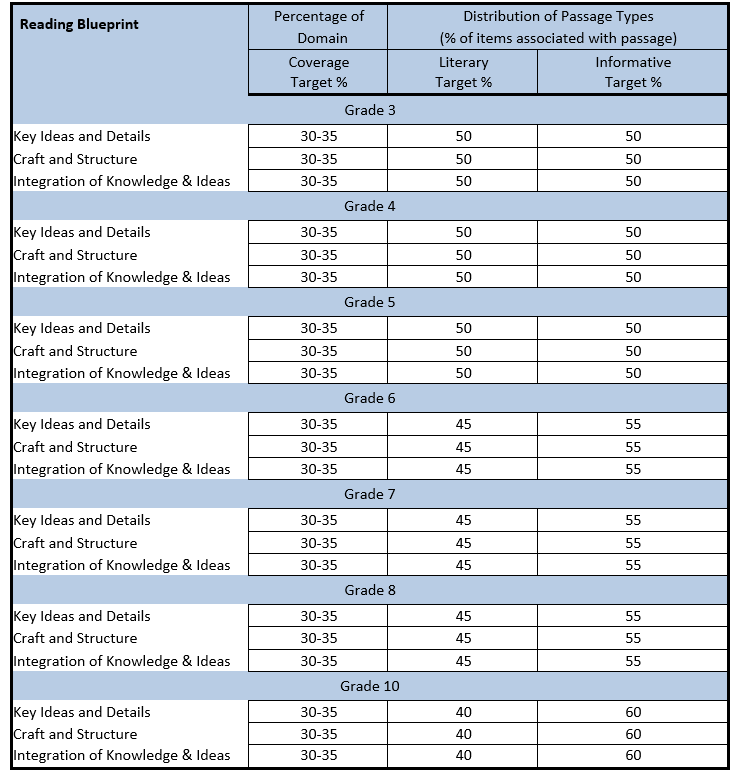 Reading Blueprint
Percentage of Domain
Distribution of Passage Types (% of items associated with passage)
Coverage Target %
Literary Target %
Informative Target %
Grade 3
Key Ideas and Details 30-35 50 50
Craft and Structure 30-35 50 50
Integration of Knowledge & Ideas 30-35 50 50
Grade 4
Key Ideas and Details 30-35 50 50
Craft and Structure 30-35 50 50
Integration of Knowledge & Ideas 30-35 50 50
Grade 5
Key Ideas and Details 30-35 50 50
Craft and Structure 30-35 50 50
Integration of Knowledge & Ideas 30-35 50 50
Grade 6
Key Ideas and Details 30-35 45 55
Craft and Structure 30-35 45 55
Integration of Knowledge & Ideas 30-35 45 55
Grade 7
Key Ideas and Details 30-35 45 55
Craft and Structure 30-35 45 55
Integration of Knowledge & Ideas 30-35 45 55
Grade 8
Key Ideas and Details 30-35 45 55
Craft and Structure 30-35 45 55
Integration of Knowledge & Ideas 30-35 45 55
Grade 10
Key Ideas and Details 30-35 40 60
Craft and Structure 30-35 40 60
Integration of Knowledge & Ideas 30-35 40 60